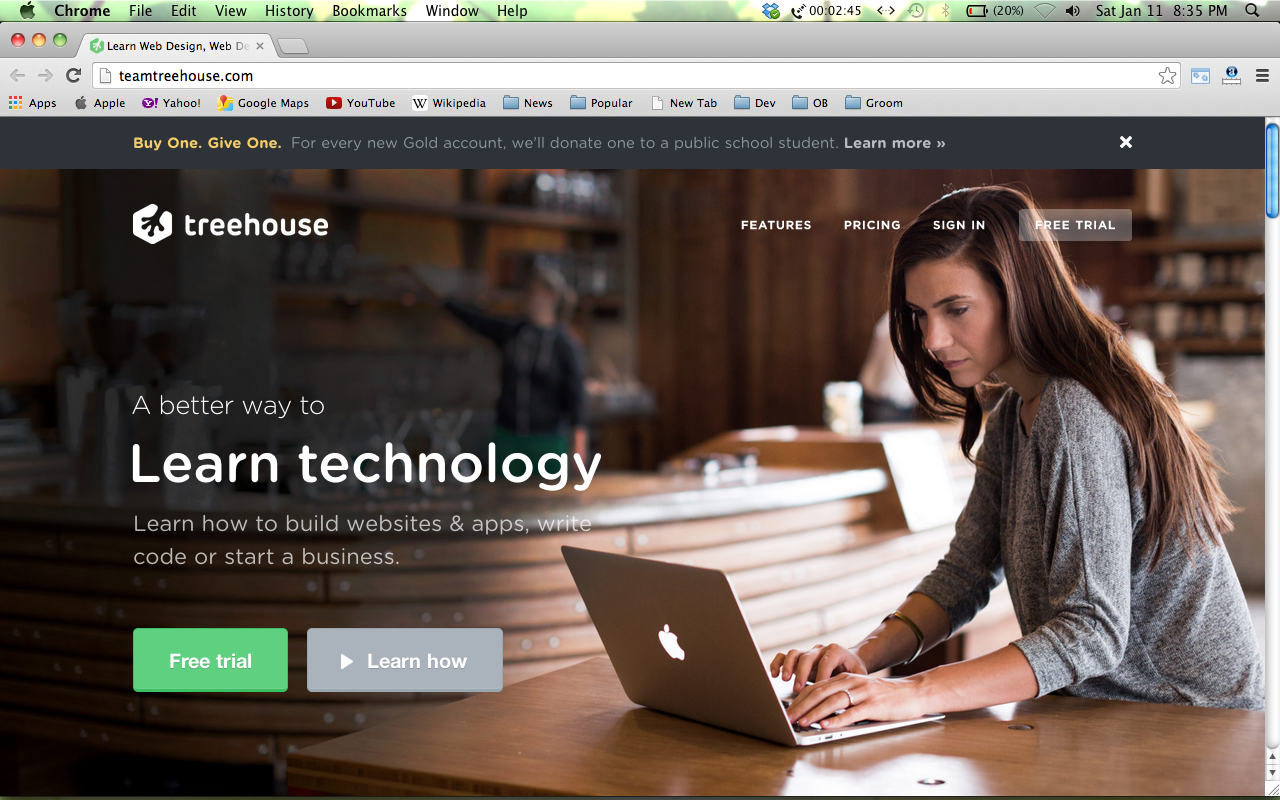 Chrome File Edit View History Bookmarks Window Help 00:02:45 (20%) Sat Jan 11 8:35 PM
Learn Web Design, Web De
teamtreehouse.com
Apps Apple Yahoo! Google Maps YouTube Wikipedia News Popular New Tab Dev OB Groom
Buy One. Give One. For every new Gold account, we'll donate one to a public school student. Learn more »
treehouse FEATURES PRICING SIGN IN FREE TRIAL
A better way to
Learn technology
Learn how to build websites & apps, write
code or start a business.
Free trial Learn how